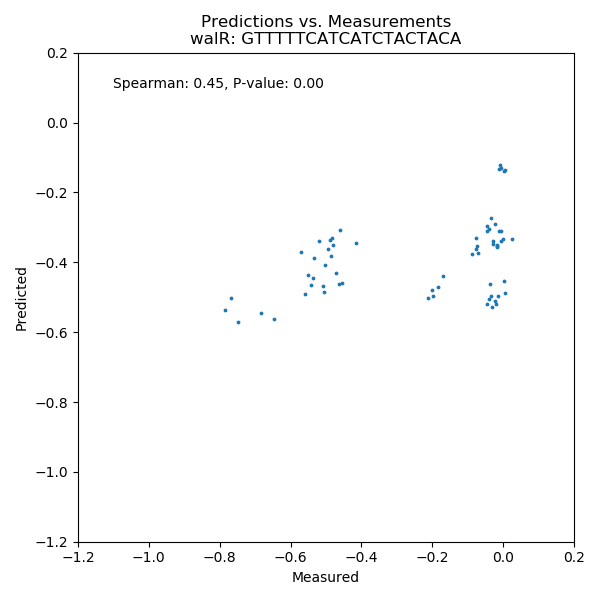 Predictions vs. Measurements
walR: GTTTTTCATCATCTACTACA
Spearman: 0.45, P-value: 0.00
0.2
0.0
−0.2
−0.4
−0.6
−0.8
−1.0
−1.2
Predicted
−1.2 −1.0 −0.8 −0.6 −0.4 −0.2 0.0 0.2
Measured